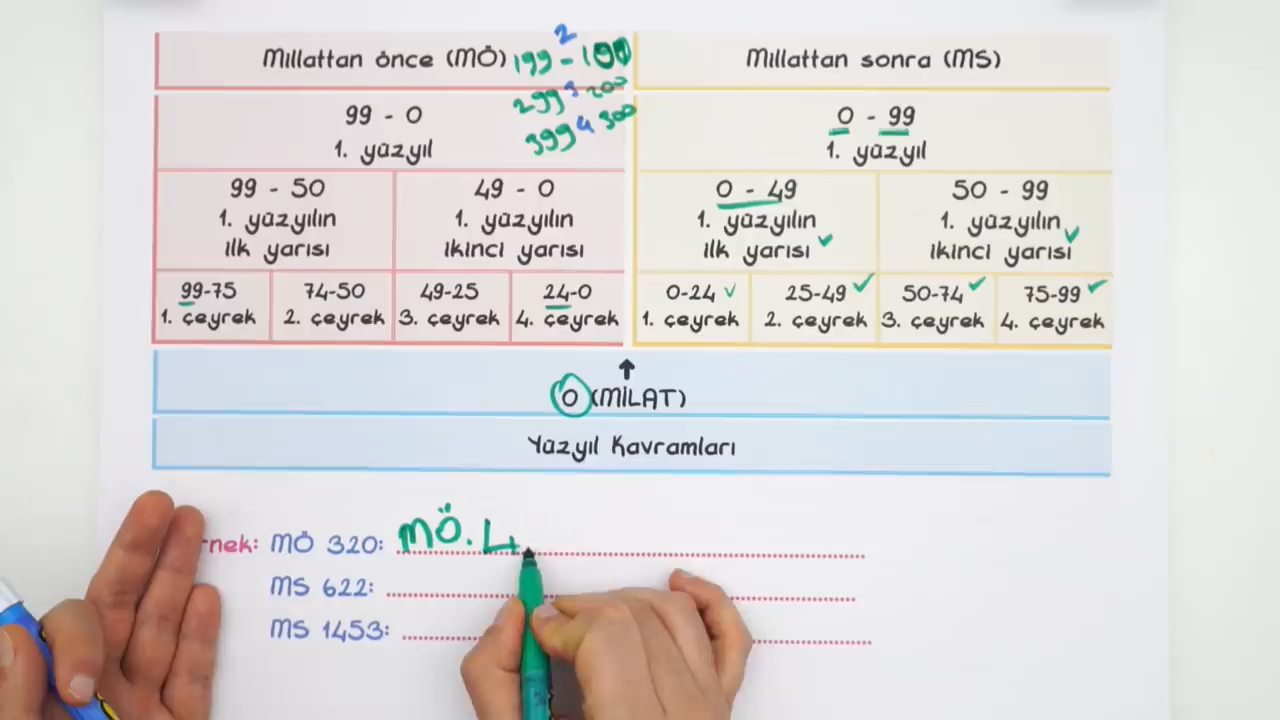 Millattan önce (MÖ)
199 - 100
2
299 200
3
399 300
4
99 - 0
1. yüzyıl
99 - 50
1. yüzyılın
ilk yarısı
49 - 0
1. yüzyılın
ikinci yarısı
99-75
1. çeyrek
74-50
2. çeyrek
49-25
3. çeyrek
24-0
4. çeyrek
Millattan sonra (MS)
0 - 99
1. yüzyıl
0 - 49
1. yüzyılın
ilk yarısı
50 - 99
1. yüzyılın
ikinci yarısı
0-24
1. çeyrek
25-49
2. çeyrek
50-74
3. çeyrek
75-99
4. çeyrek
0 (MİLAT)
Yüzyıl Kavramları
rnek: MÖ 320: MÖ. 4
MS 622:
MS 1453: